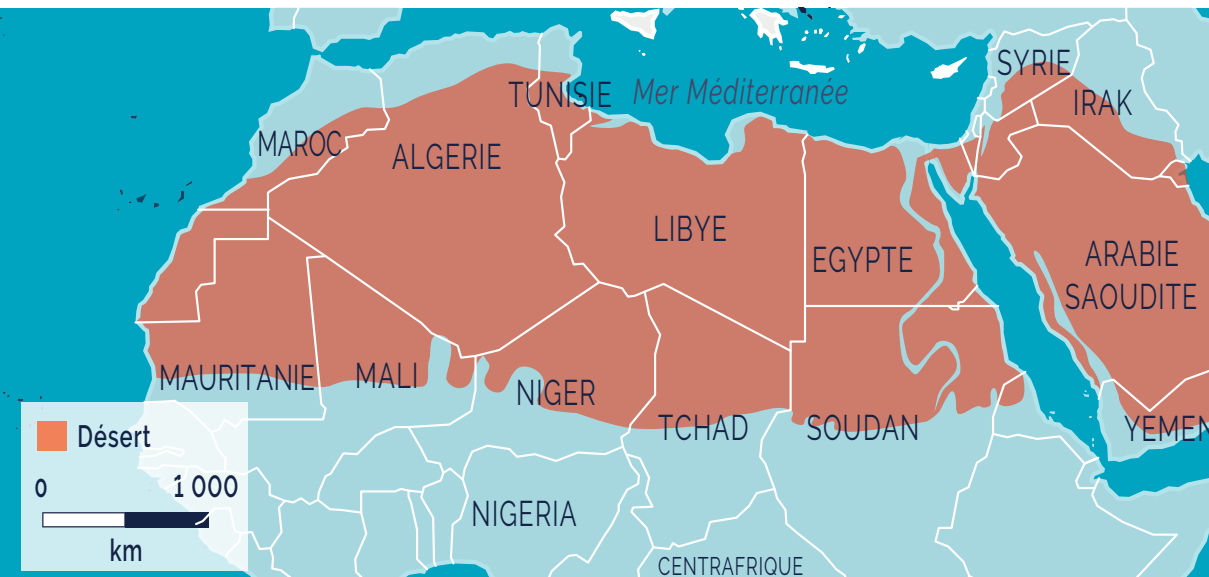 SYRIE
TUNISIE
Mer Méditerranée
IRAK
MAROC
ALGERIE
LIBYE
EGYPTE
ARABIE
SAOUDITE
MAURITANIE
MALI
NIGER
TCHAD
SOUDAN
YEMEN
Désert
0
1 000
km
NIGERIA
CENTRAFRIQUE